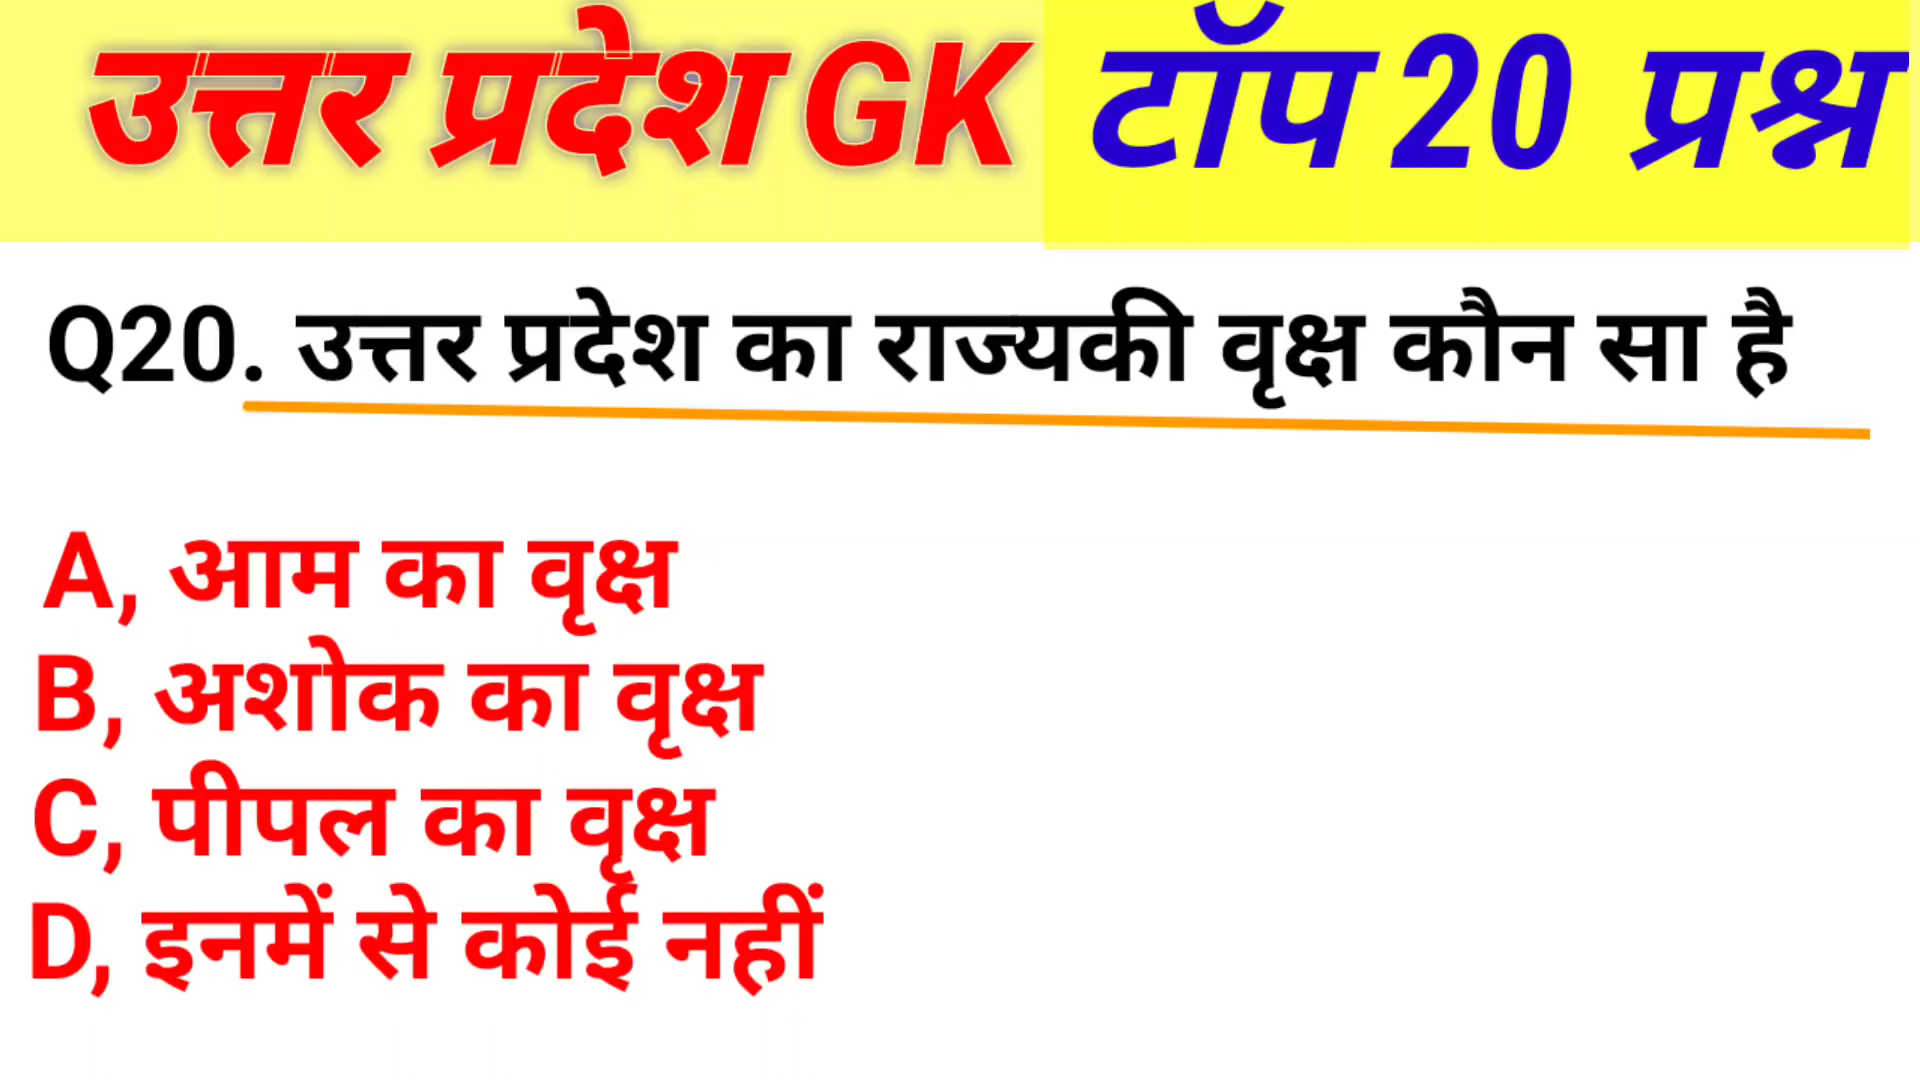 उत्तर प्रदेश GK टॉप 20 प्रश्न
Q20. उत्तर प्रदेश का राज्यकी वृक्ष कौन सा है
A, आम का वृक्ष
B, अशोक का वृक्ष
C, पीपल का वृक्ष
D, इनमें से कोई नहीं